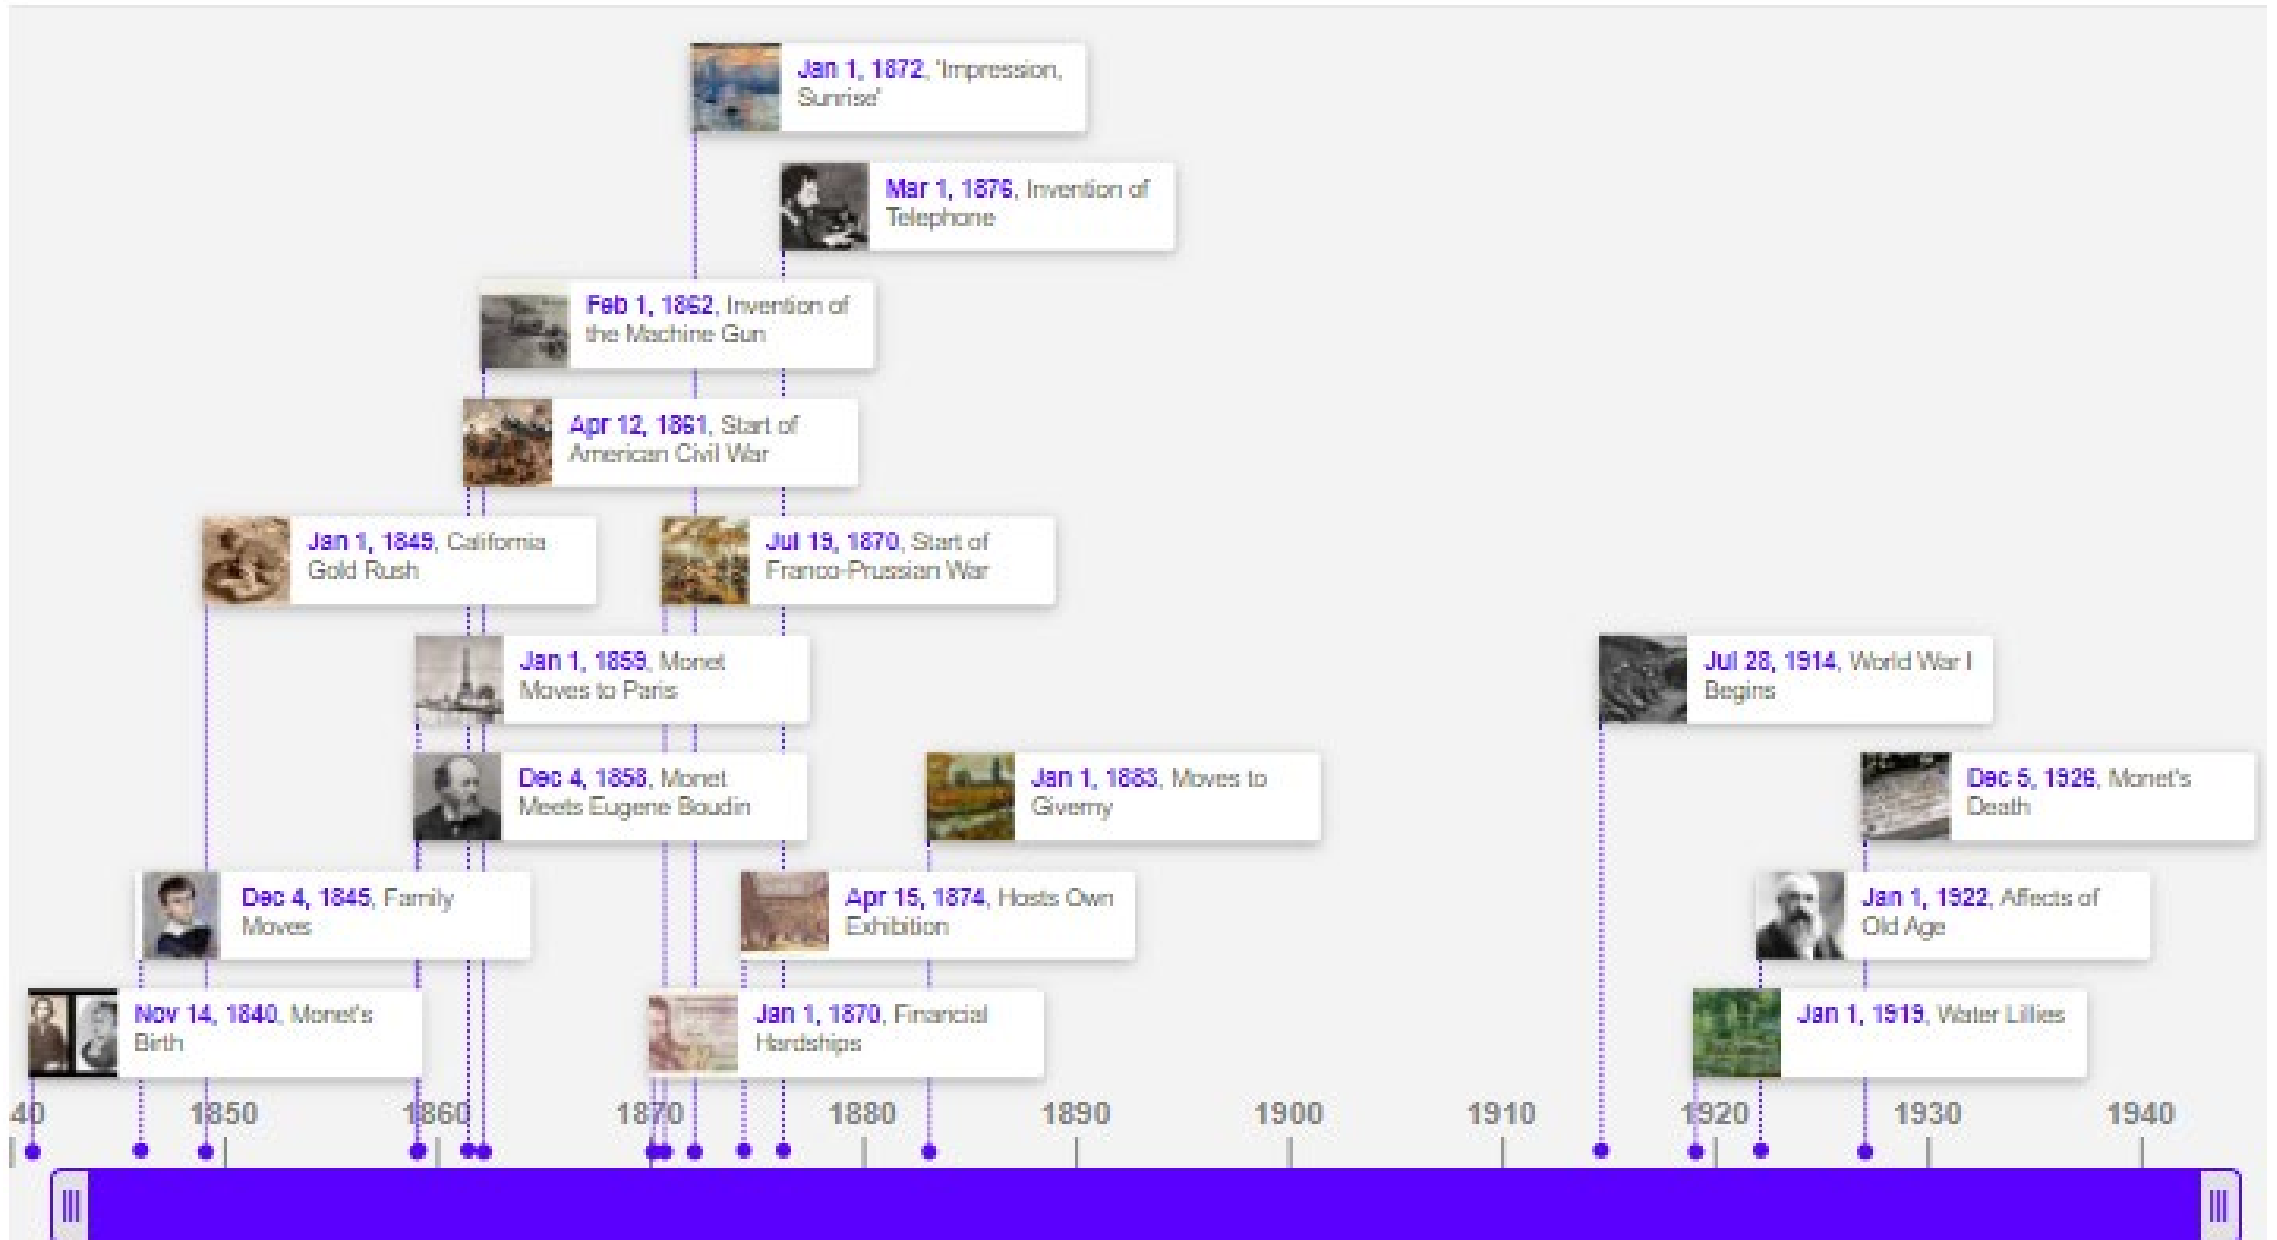 Jan 1, 1872, 'Impression,
Sunrise'
Mar 1, 1876, Invention of
Telephone
Feb 1, 1862, Invention of
the Machine Gun
Apr 12, 1861, Start of
American Civil War
Jan 1, 1849, California
Gold Rush
Jul 19, 1870, Start of
Franco-Prussian War
Jan 1, 1859, Monet
Moves to Paris
Jul 28, 1914, World War I
Begins
Dec 4, 1858, Monet
Meets Eugene Boudin
Jan 1, 1883, Moves to
Giverny
Dec 5, 1926, Monet's
Death
Dec 4, 1845, Family
Moves
Apr 15, 1874, Hosts Own
Exhibition
Jan 1, 1922, Affects of
Old Age
Nov 14, 1840, Monet's
Birth
Jan 1, 1870, Financial
Hardships
Jan 1, 1919, Water Lillies
40 1850 1860 1870 1880 1890 1900 1910 1920 1930 1940